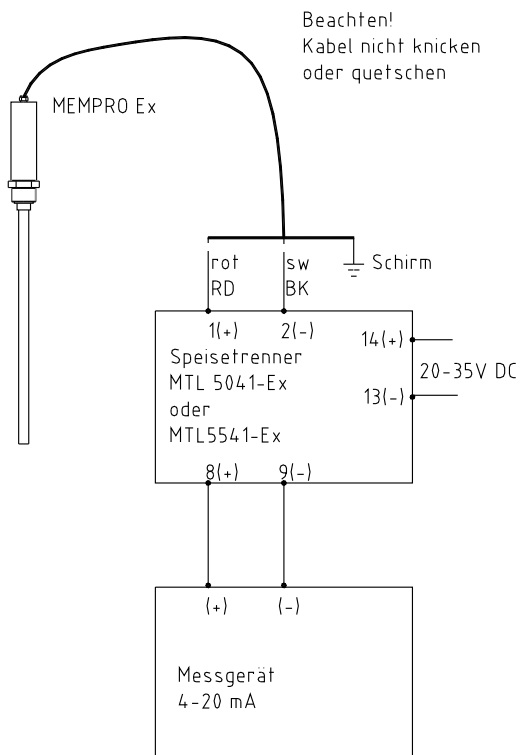 Beachten!
Kabel nicht knicken
oder quetschen
MEMPRO Ex
rot
RD
sw
BK
Schirm
1(+)
2(-)
14(+)
20-35V DC
13(-)
Speisetrenner
MTL 5041-Ex
oder
MTL5541-Ex
8(+)
9(-)
(+)
(-)
Messgerät
4-20 mA